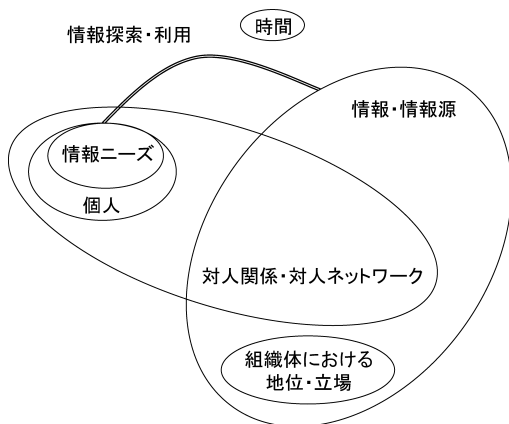 時間
情報探索・利用
情報・情報源
情報ニーズ
個人
対人関係・対人ネットワーク
組織体における
地位・立場